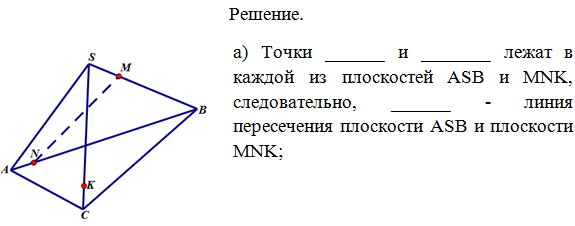 Решение.
а) Точки ______ и _______ лежат в
каждой из плоскостей ASB и MNK,
следовательно, ______ - линия
пересечения плоскости ASB и плоскости
MNK;
S
M
B
N
A
K
C